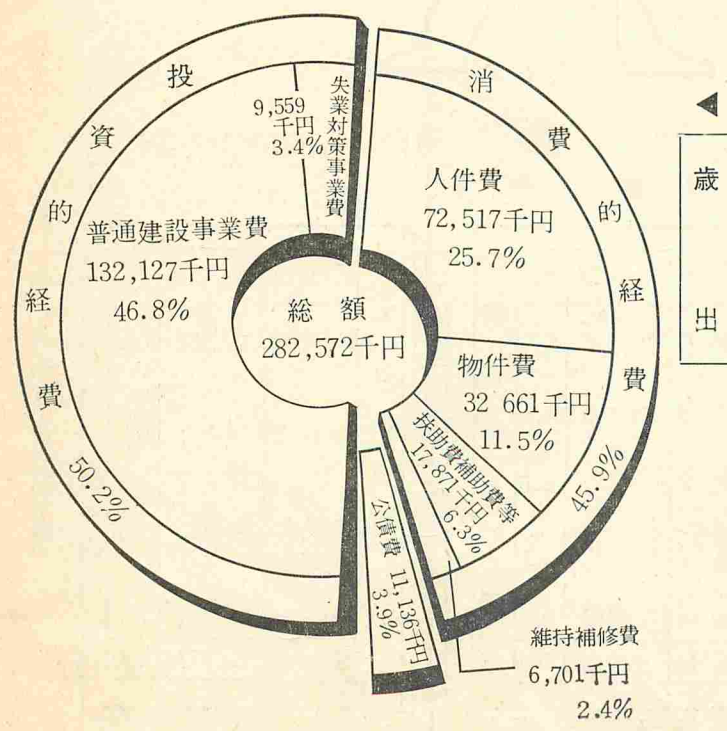 ◀
歳出
総額
282,572千円
消費的経費
45.9%
人件費
72,517千円
25.7%
物件費
32 661千円
11.5%
扶助費補助費等
17,871千円
6.3%
維持補修費
6,701千円
2.4%
公債費 11,136千円
3.9%
投資的経費
50.2%
普通建設事業費
132,127千円
46.8%
失業対策事業費
9,559
千円
3.4%